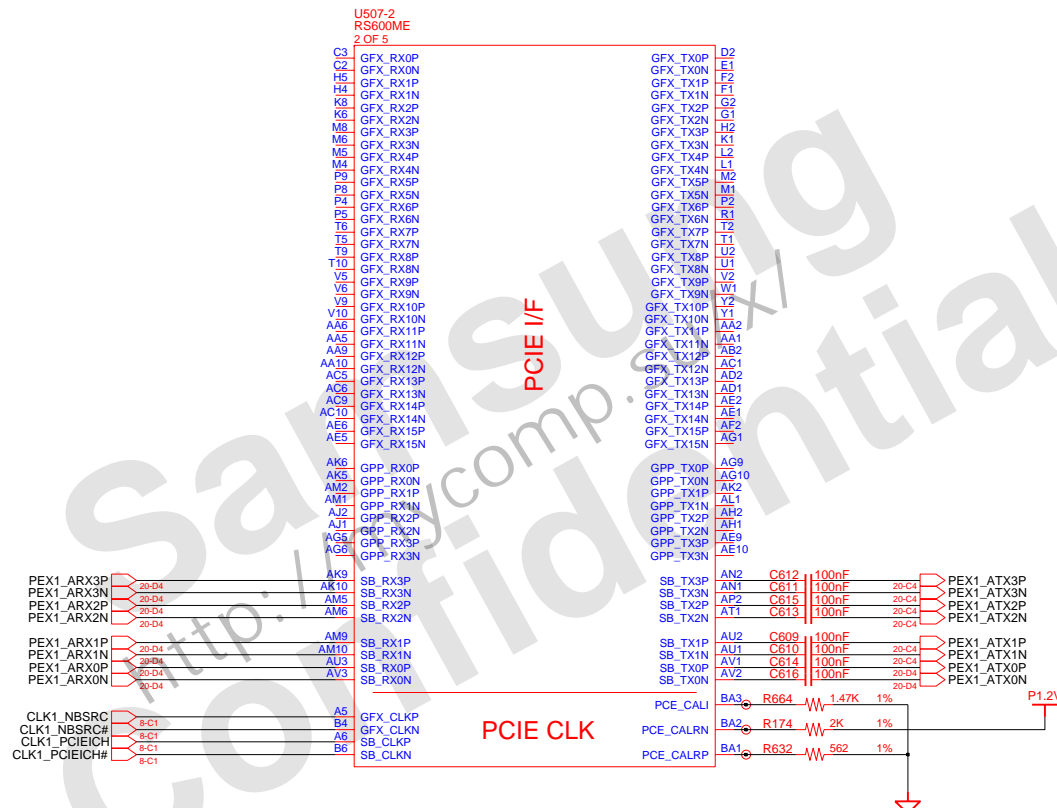 U507-2
RS600ME
2 OF 5
C3 GFX_RX0P GFX_TX0P D2
C2 GFX_RX0N GFX_TX0N E1
H5 GFX_RX1P GFX_TX1P F2
H4 GFX_RX1N GFX_TX1N F1
K8 GFX_RX2P GFX_TX2P G2
K6 GFX_RX2N GFX_TX2N G1
M8 GFX_RX3P GFX_TX3P H2
M6 GFX_RX3N GFX_TX3N K1
M5 GFX_RX4P GFX_TX4P L2
M4 GFX_RX4N GFX_TX4N L1
P9 GFX_RX5P GFX_TX5P M2
P8 GFX_RX5N GFX_TX5N M1
P4 GFX_RX6P GFX_TX6P P2
P5 GFX_RX6N GFX_TX6N R1
T6 GFX_RX7P GFX_TX7P T2
T5 GFX_RX7N GFX_TX7N T1
T9 GFX_RX8P GFX_TX8P U2
T10 GFX_RX8N GFX_TX8N U1
V5 GFX_RX9P GFX_TX9P V2
V6 GFX_RX9N GFX_TX9N W1
V9 GFX_RX10P GFX_TX10P Y2
V10 GFX_RX10N GFX_TX10N Y1
AA6 GFX_RX11P GFX_TX11P AA2
AA5 GFX_RX11N GFX_TX11N AA1
AA9 GFX_RX12P GFX_TX12P AB2
AA10 GFX_RX12N GFX_TX12N AC1
AC5 GFX_RX13P GFX_TX13P AD2
AC6 GFX_RX13N GFX_TX13N AD1
AC9 GFX_RX14P GFX_TX14P AE2
AC10 GFX_RX14N GFX_TX14N AE1
AE6 GFX_RX15P GFX_TX15P AF2
AE5 GFX_RX15N GFX_TX15N AG1
PCIE I/F
AK6 GPP_RX0P GPP_TX0P AG9
AK5 GPP_RX0N GPP_TX0N AG10
AM2 GPP_RX1P GPP_TX1P AK2
AM1 GPP_RX1N GPP_TX1N AL1
AJ2 GPP_RX2P GPP_TX2P AH2
AJ1 GPP_RX2N GPP_TX2N AH1
AG5 GPP_RX3P GPP_TX3P AE9
AG6 GPP_RX3N GPP_TX3N AE10
PEX1_ARX3P 20-D4 AK9 SB_RX3P SB_TX3P AN2 C612 100nF 20-C4 PEX1_ATX3P
PEX1_ARX3N 20-D4 AK10 SB_RX3N SB_TX3N AN1 C611 100nF 20-C4 PEX1_ATX3N
PEX1_ARX2P 20-D4 AM5 SB_RX2P SB_TX2P AP2 C615 100nF 20-C4 PEX1_ATX2P
PEX1_ARX2N 20-D4 AM6 SB_RX2N SB_TX2N AT1 C613 100nF 20-C4 PEX1_ATX2N
PEX1_ARX1P 20-D4 AM9 SB_RX1P SB_TX1P AU2 C609 100nF 20-C4 PEX1_ATX1P
PEX1_ARX1N 20-D4 AM10 SB_RX1N SB_TX1N AU1 C610 100nF 20-C4 PEX1_ATX1N
PEX1_ARX0P 20-D4 AU3 SB_RX0P SB_TX0P AV1 C614 100nF 20-D4 PEX1_ATX0P
PEX1_ARX0N 20-D4 AV3 SB_RX0N SB_TX0N AV2 C616 100nF 20-D4 PEX1_ATX0N
PCE_CALI BA3 R664 1.47K 1%
P1.2V
CLK1_NBSRC 8-C1 A5 GFX_CLKP
CLK1_NBSRC# 8-C1 B4 GFX_CLKN PCE_CALRN BA2 R174 2K 1%
CLK1_PCIEICH 8-C1 A6 SB_CLKP
CLK1_PCIEICH# 8-C1 B6 SB_CLKN PCE_CALRP BA1 R632 562 1%
PCIE CLK
Samsung
Confidential
http://mycomp.su/x/